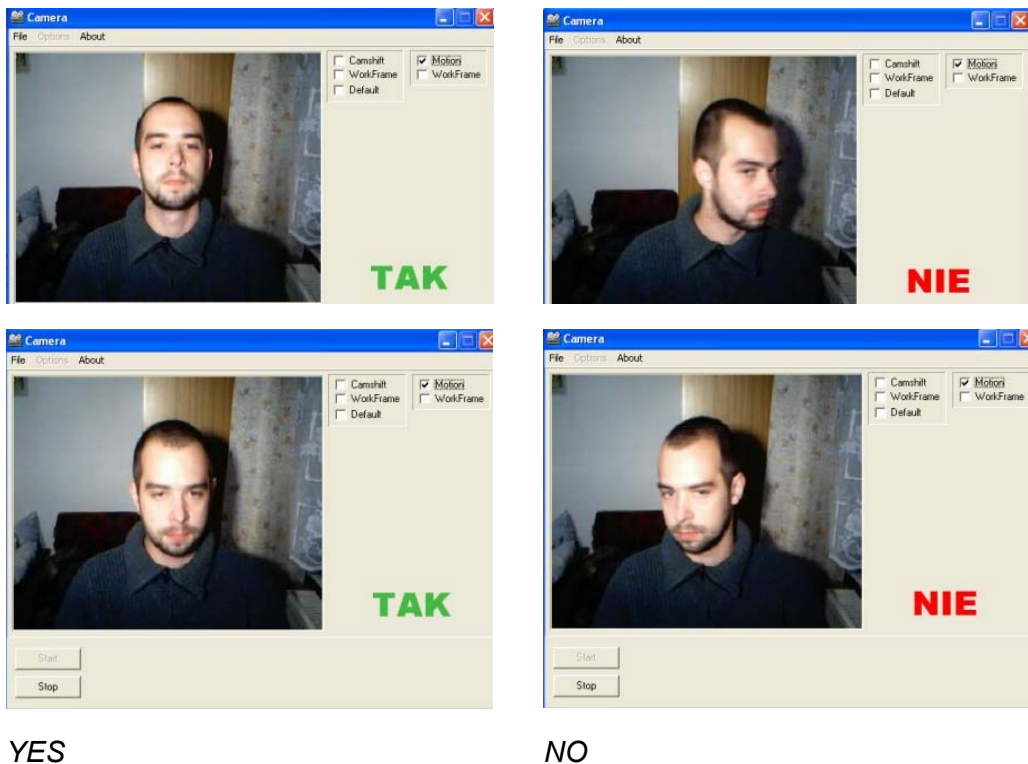 Camera
File Options About
Camshift
WorkFrame
Default
Motion
WorkFrame
TAK
Camera
File Options About
Camshift
WorkFrame
Default
Motion
WorkFrame
NIE
Camera
File Options About
Camshift
WorkFrame
Default
Motion
WorkFrame
TAK
Start
Stop
Camera
File Options About
Camshift
WorkFrame
Default
Motion
WorkFrame
NIE
Start
Stop
YES
NO